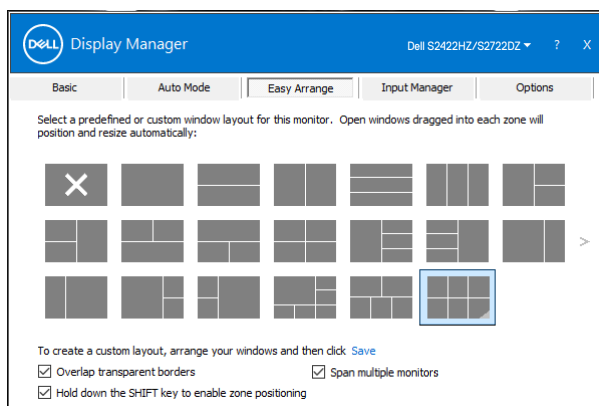 DELL Display Manager
Dell S2422HZ/S2722DZ ? X
Basic Auto Mode Easy Arrange Input Manager Options
Select a predefined or custom window layout for this monitor. Open windows dragged into each zone will
position and resize automatically:
>
To create a custom layout, arrange your windows and then click Save
Overlap transparent borders Span multiple monitors
Hold down the SHIFT key to enable zone positioning